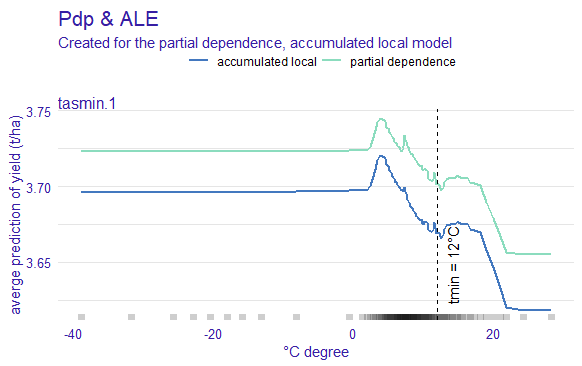 Pdp & ALE
Created for the partial dependence, accumulated local model
accumulated local partial dependence
tasmin.1
averge prediction of yield (t/ha)
3.75
3.70
3.65
tmin = 12°C
-40 -20 0 20
°C degree